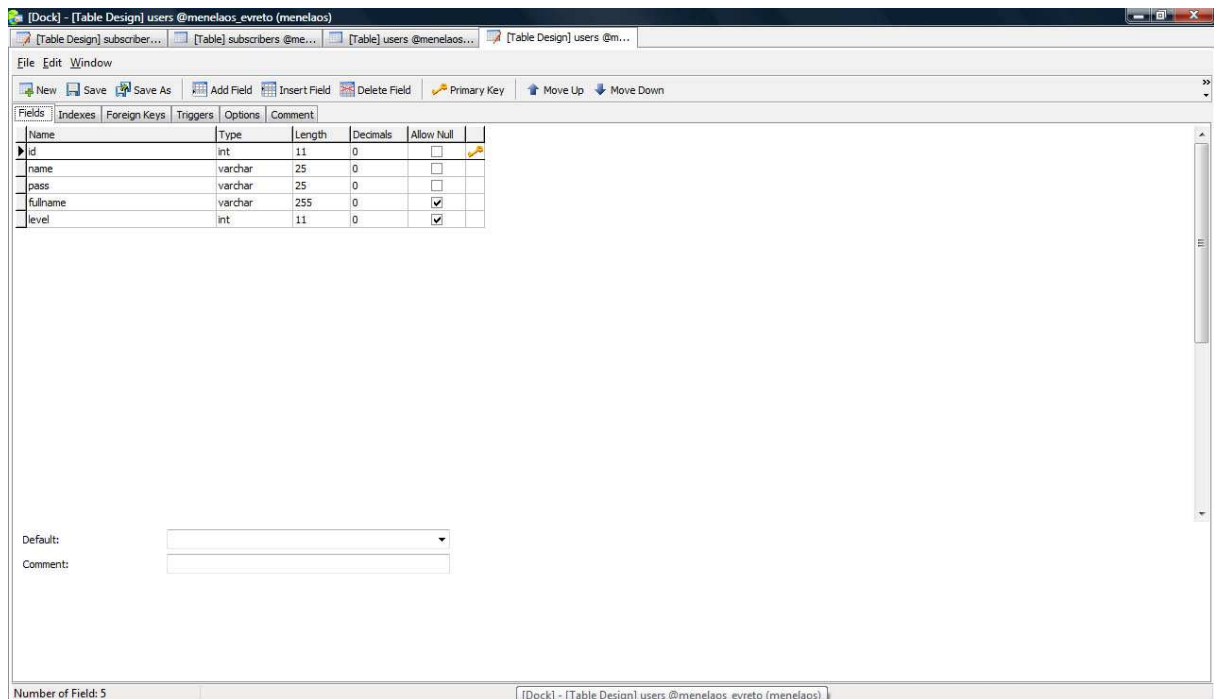 [Dock] - [Table Design] users @menelaos_evreto (menelaos)
[Table Design] subscriber... [Table] subscribers @me... [Table] users @menelaos... [Table Design] users @m...
File Edit Window
New Save Save As Add Field Insert Field Delete Field Primary Key Move Up Move Down
Fields Indexes Foreign Keys Triggers Options Comment
Name Type Length Decimals Allow Null
id int 11 0
name varchar 25 0
pass varchar 25 0
fullname varchar 255 0
level int 11 0
Default:
Comment:
Number of Field: 5
[Dock] - [Table Design] users @menelaos_evreto (menelaos)